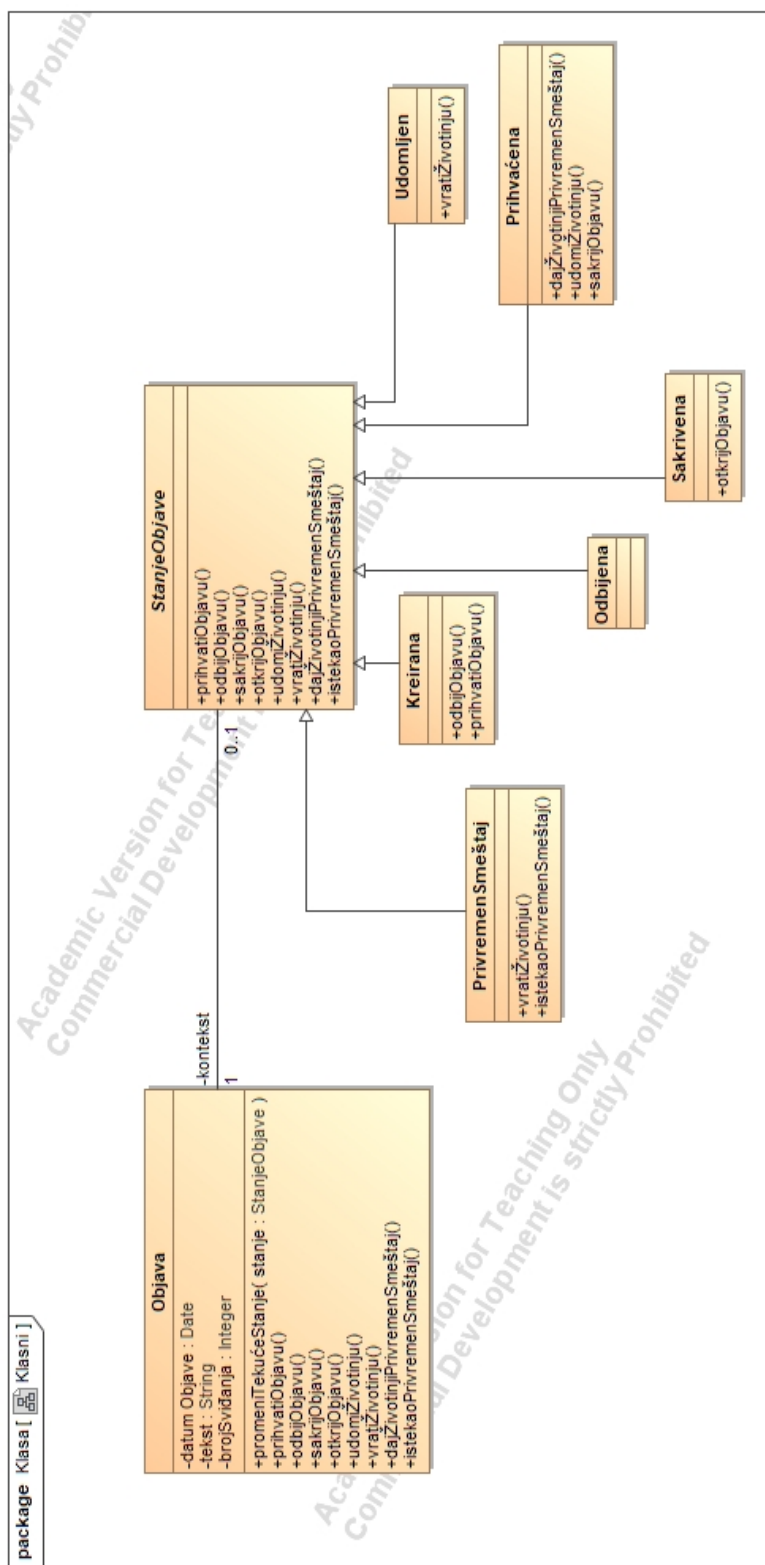 package Klasa [ Klasni ]
Objava
-datum Objave : Date
-tekst : String
-brojSviđanja : Integer
+promeniTekućeStanje( stanje : StanjeObjave )
+prihvatiObjavu()
+odbijObjavu()
+sakrijObjavu()
+otkrijObjavu()
+udomiŽivotinju()
+vratiŽivotinju()
+dajŽivotinjiPrivremenSmeštaj()
+istekaoPrivremenSmeštaj()
-kontekst
1
0..1
StanjeObjave
+prihvatiObjavu()
+odbijObjavu()
+sakrijObjavu()
+otkrijObjavu()
+udomiŽivotinju()
+vratiŽivotinju()
+dajŽivotinjiPrivremenSmeštaj()
+istekaoPrivremenSmeštaj()
PrivremenSmeštaj
+vratiŽivotinju()
+istekaoPrivremenSmeštaj()
Kreirana
+odbijObjavu()
+prihvatiObjavu()
Odbijena
Sakrivena
+otkrijObjavu()
Prihvaćena
+dajŽivotinjiPrivremenSmeštaj()
+udomiŽivotinju()
+sakrijObjavu()
Udomljen
+vratiŽivotinju()
Academic Version for Teaching Only
Commercial Development is strictly Prohibited